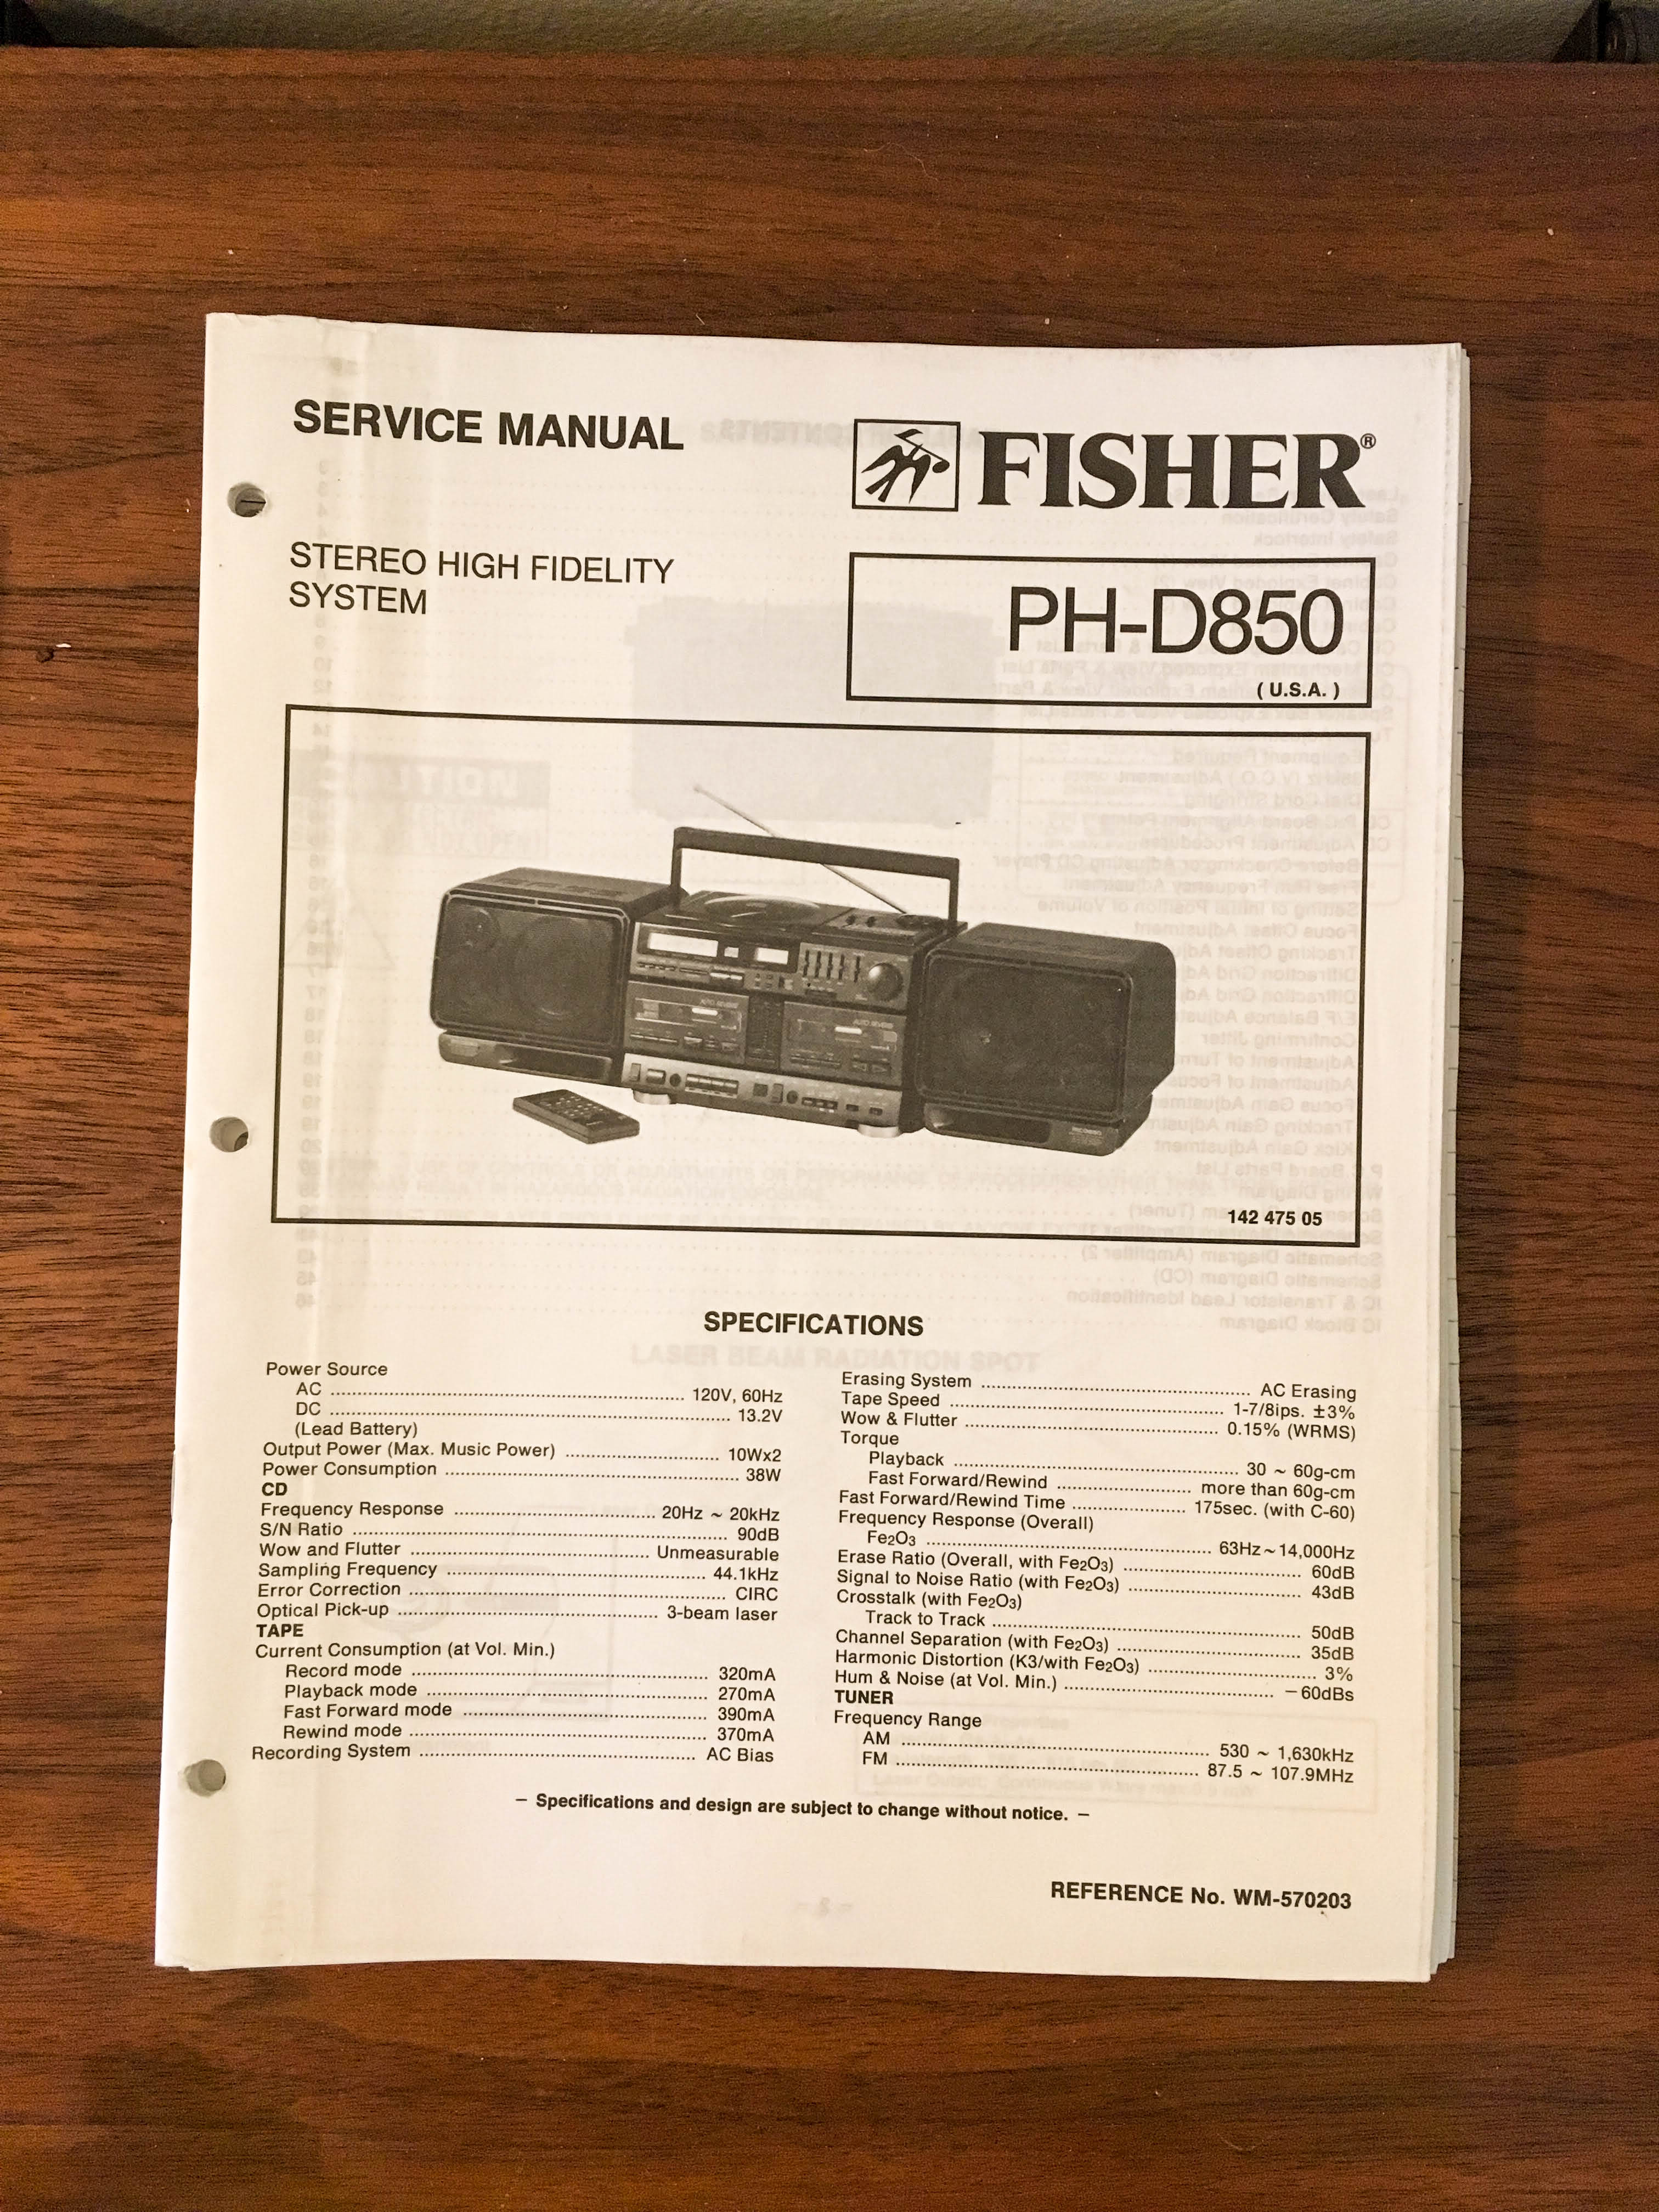 SERVICE MANUAL
FISHER®
STEREO HIGH FIDELITY
SYSTEM
PH-D850
( U.S.A. )
AUTO REVERSE
AUTO REVERSE
142 475 05
SPECIFICATIONS
Power Source
AC ........ 120V, 60Hz
DC ........ 13.2V
(Lead Battery)
Output Power (Max. Music Power) ........ 10Wx2
Power Consumption ........ 38W
CD
Frequency Response ........ 20Hz ~ 20kHz
S/N Ratio ........ 90dB
Wow and Flutter ........ Unmeasurable
Sampling Frequency ........ 44.1kHz
Error Correction ........ CIRC
Optical Pick-up ........ 3-beam laser
TAPE
Current Consumption (at Vol. Min.)
Record mode ........ 320mA
Playback mode ........ 270mA
Fast Forward mode ........ 390mA
Rewind mode ........ 370mA
Recording System ........ AC Bias
Erasing System ........ AC Erasing
Tape Speed ........ 1-7/8ips. ±3%
Wow & Flutter ........ 0.15% (WRMS)
Torque
Playback ........ 30 ~ 60g-cm
Fast Forward/Rewind ........ more than 60g-cm
Fast Forward/Rewind Time ........ 175sec. (with C-60)
Frequency Response (Overall)
Fe2O3 ........ 63Hz~14,000Hz
Erase Ratio (Overall, with Fe2O3) ........ 60dB
Signal to Noise Ratio (with Fe2O3) ........ 43dB
Crosstalk (with Fe2O3)
Track to Track ........ 50dB
Channel Separation (with Fe2O3) ........ 35dB
Harmonic Distortion (K3/with Fe2O3) ........ 3%
Hum & Noise (at Vol. Min.) ........ −60dBs
TUNER
Frequency Range
AM ........ 530 ~ 1,630kHz
FM ........ 87.5 ~ 107.9MHz
– Specifications and design are subject to change without notice. –
REFERENCE No. WM-570203